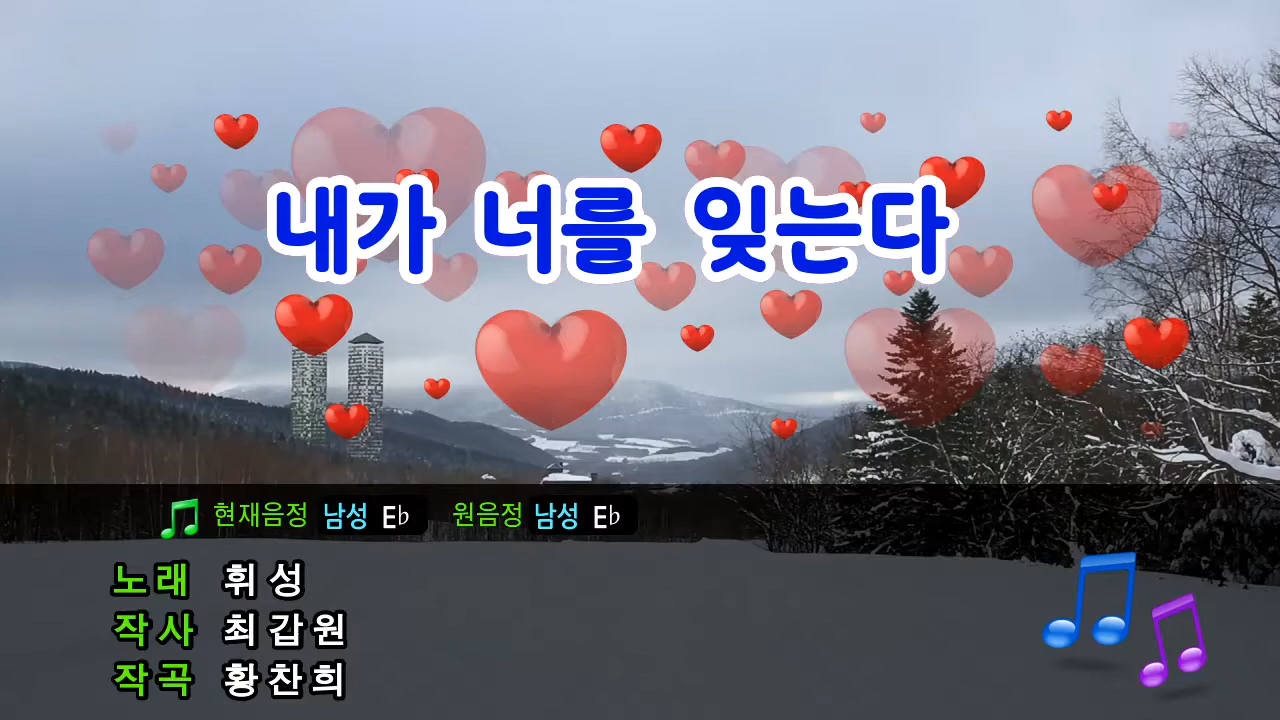 내가 너를 잊는다
현재음정 남성 E♭ 원음정 남성 E♭
노래 휘성
작사 최갑원
작곡 황찬희